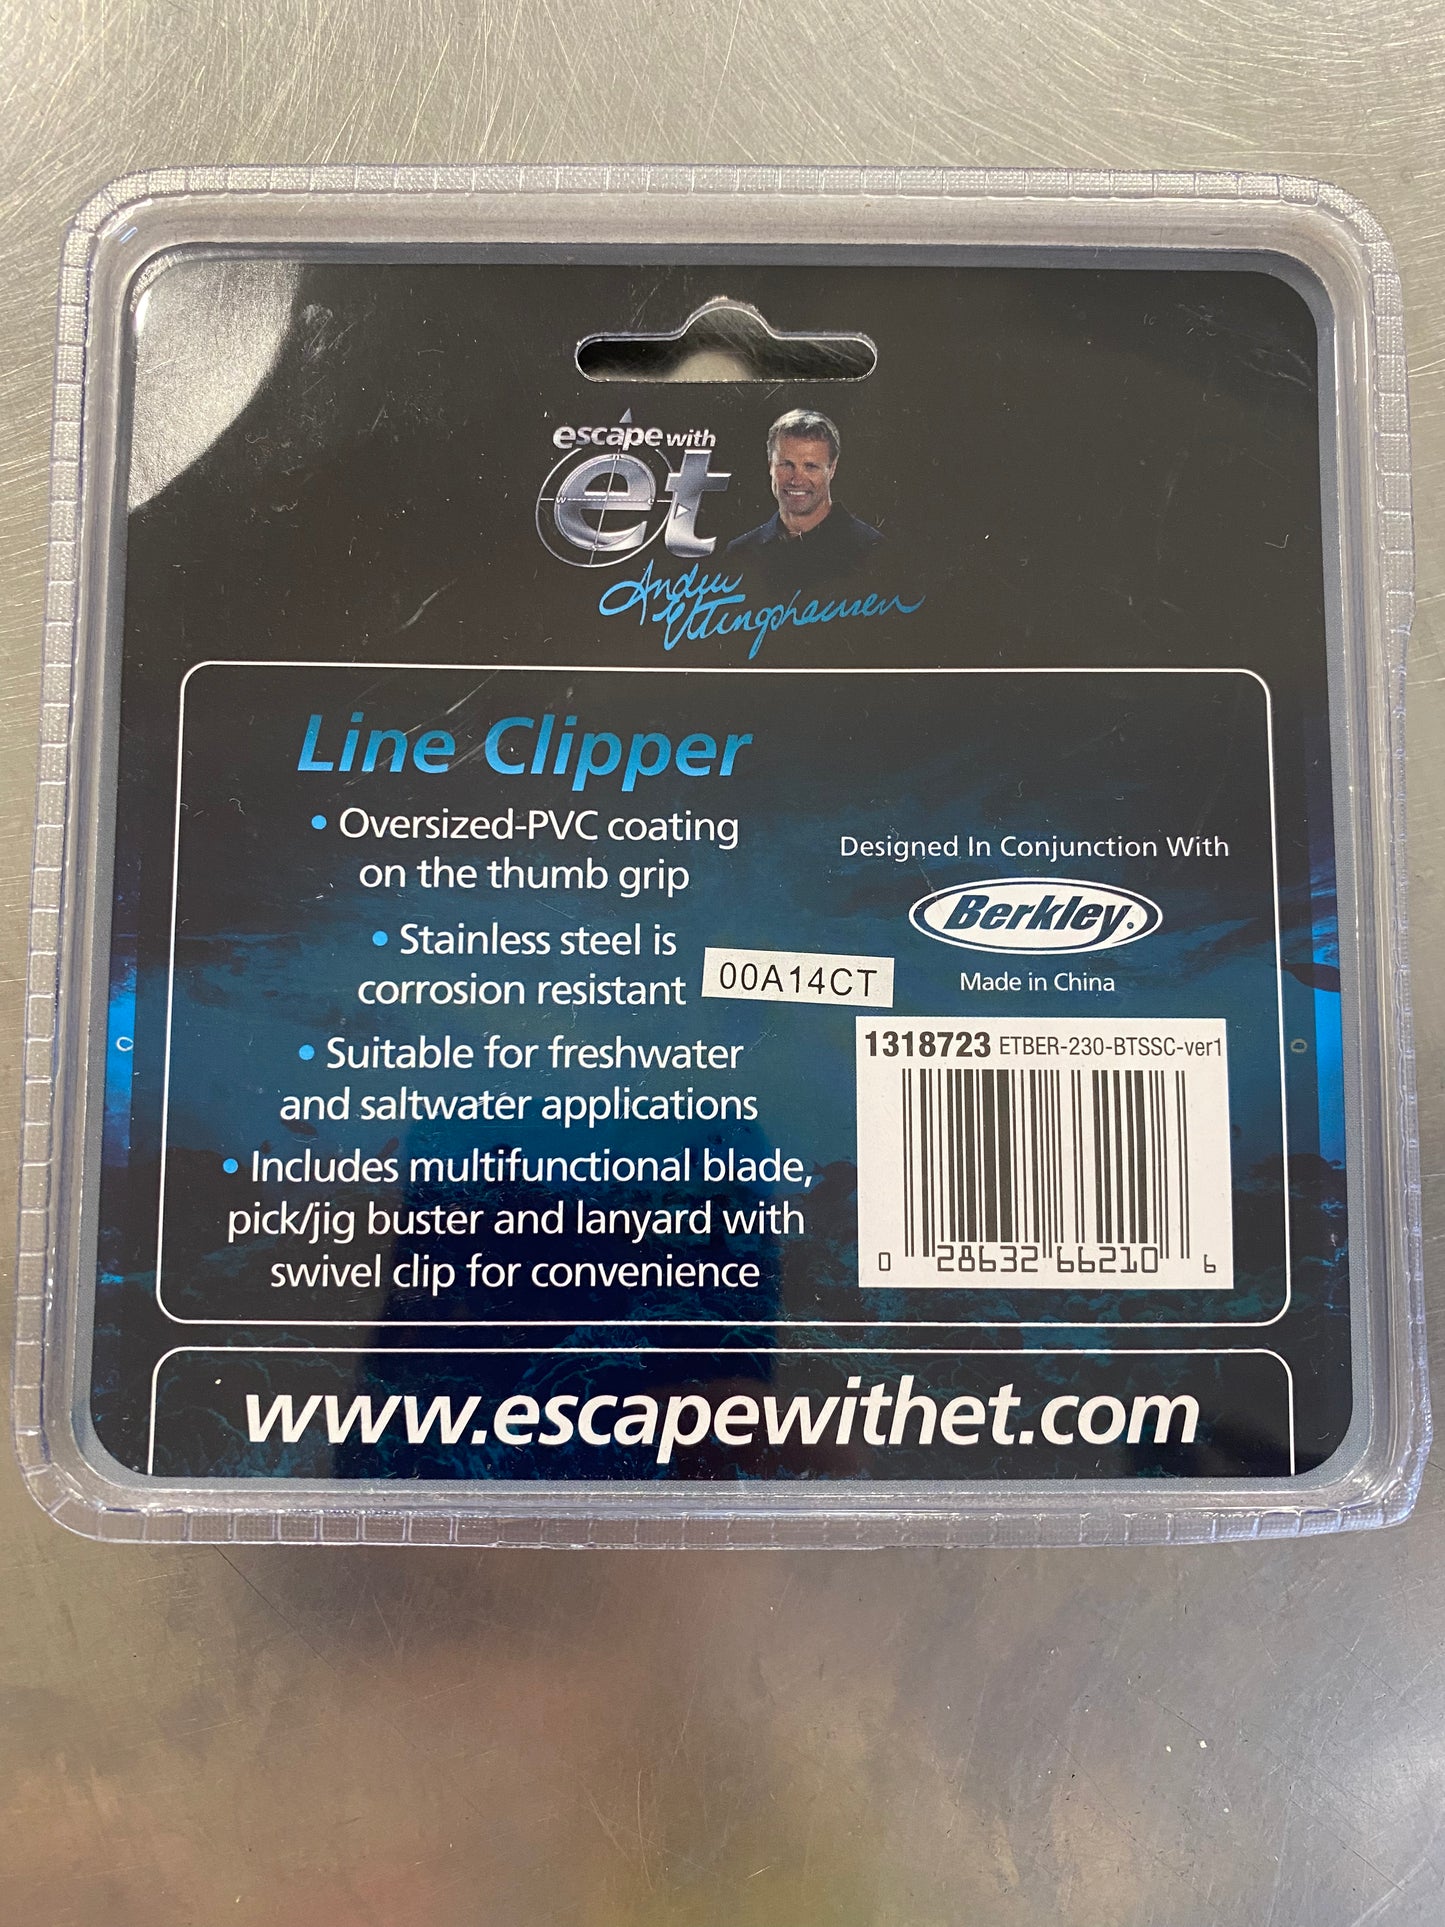 escape with
et
Andrew
Ettingshausen
Line Clipper
• Oversized-PVC coating
on the thumb grip
• Stainless steel is
corrosion resistant
• Suitable for freshwater
and saltwater applications
• Includes multifunctional blade,
pick/jig buster and lanyard with
swivel clip for convenience
Designed In Conjunction With
Berkley
Made in China
00A14CT
1318723 ETBER-230-BTSSC-ver1
0 28632 66210 6
www.escapewithet.com